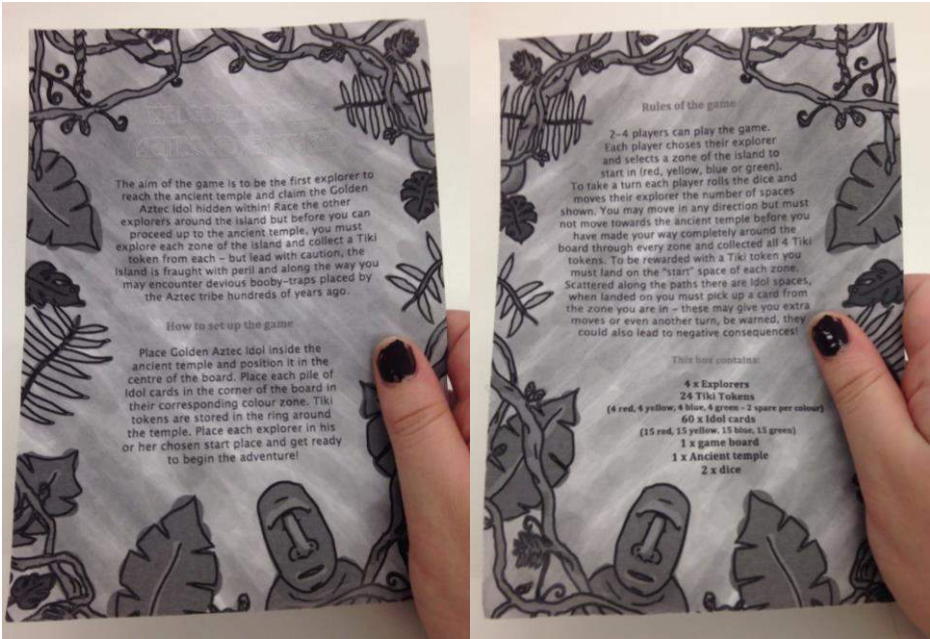 The aim of the game is to be the first explorer to
reach the ancient temple and claim the Golden
Aztec Idol hidden within! Race the other
explorers around the island but before you can
proceed up to the ancient temple, you must
explore each zone of the island and collect a Tiki
token from each – but lead with caution, the
island is fraught with peril and along the way you
may encounter devious booby-traps placed by
the Aztec tribe hundreds of years ago.
How to set up the game
Place Golden Aztec Idol inside the
ancient temple and position it in the
centre of the board. Place each pile of
Idol cards in the corner of the board in
their corresponding colour zone. Tiki
tokens are stored in the ring around
the temple. Place each explorer in his
or her chosen start place and get ready
to begin the adventure!
Rules of the game
2-4 players can play the game.
Each player choses their explorer
and selects a zone of the island to
start in (red, yellow, blue or green).
To take a turn each player rolls the dice and
moves their explorer the number of spaces
shown. You may move in any direction but must
not move towards the ancient temple before you
have made your way completely around the
board through every zone and collected all 4 Tiki
tokens. To be rewarded with a Tiki token you
must land on the "start" space of each zone.
Scattered along the paths there are Idol spaces,
when landed on you must pick up a card from
the zone you are in – these may give you extra
moves or even another turn, be warned, they
could also lead to negative consequences!
This box contains:
4 x Explorers
24 Tiki Tokens
(4 red, 4 yellow, 4 blue, 4 green – 2 spare per colour)
60 x Idol cards
(15 red, 15 yellow, 15 blue, 15 green)
1 x game board
1 x Ancient temple
2 x dice